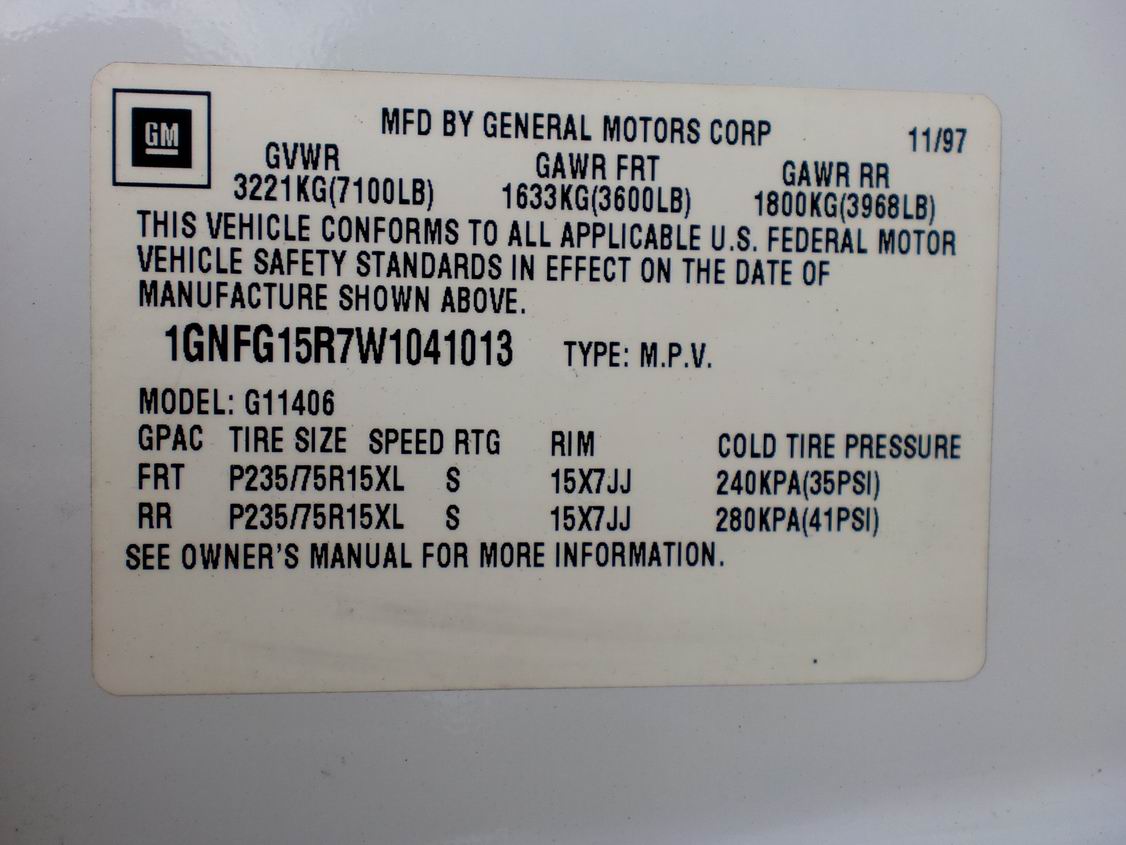 GM
MFD BY GENERAL MOTORS CORP 11/97
GVWR GAWR FRT GAWR RR
3221KG(7100LB) 1633KG(3600LB) 1800KG(3968LB)
THIS VEHICLE CONFORMS TO ALL APPLICABLE U.S. FEDERAL MOTOR
VEHICLE SAFETY STANDARDS IN EFFECT ON THE DATE OF
MANUFACTURE SHOWN ABOVE.
1GNFG15R7W1041013 TYPE: M.P.V.
MODEL: G11406
GPAC TIRE SIZE SPEED RTG RIM COLD TIRE PRESSURE
FRT P235/75R15XL S 15X7JJ 240KPA(35PSI)
RR P235/75R15XL S 15X7JJ 280KPA(41PSI)
SEE OWNER'S MANUAL FOR MORE INFORMATION.